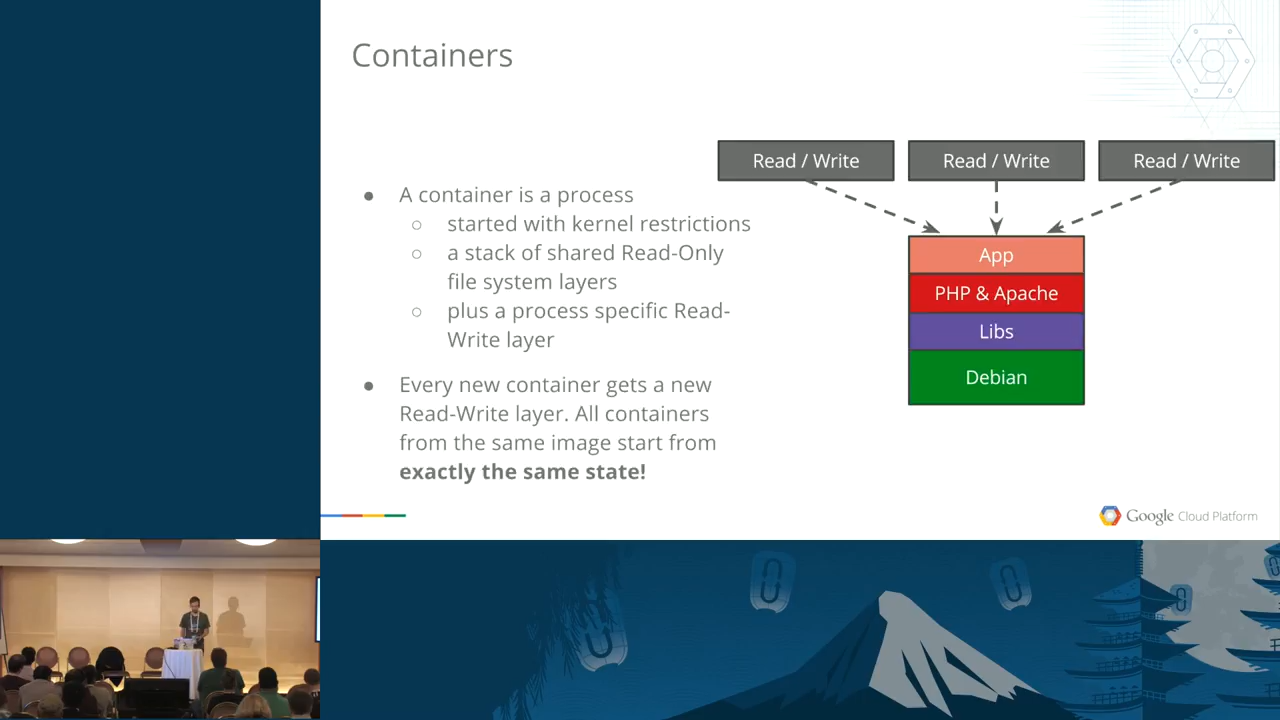 Containers
● A container is a process
○ started with kernel restrictions
○ a stack of shared Read-Only
file system layers
○ plus a process specific Read-
Write layer
● Every new container gets a new
Read-Write layer. All containers
from the same image start from
exactly the same state!
Read / Write
Read / Write
Read / Write
App
PHP & Apache
Libs
Debian
Google Cloud Platform